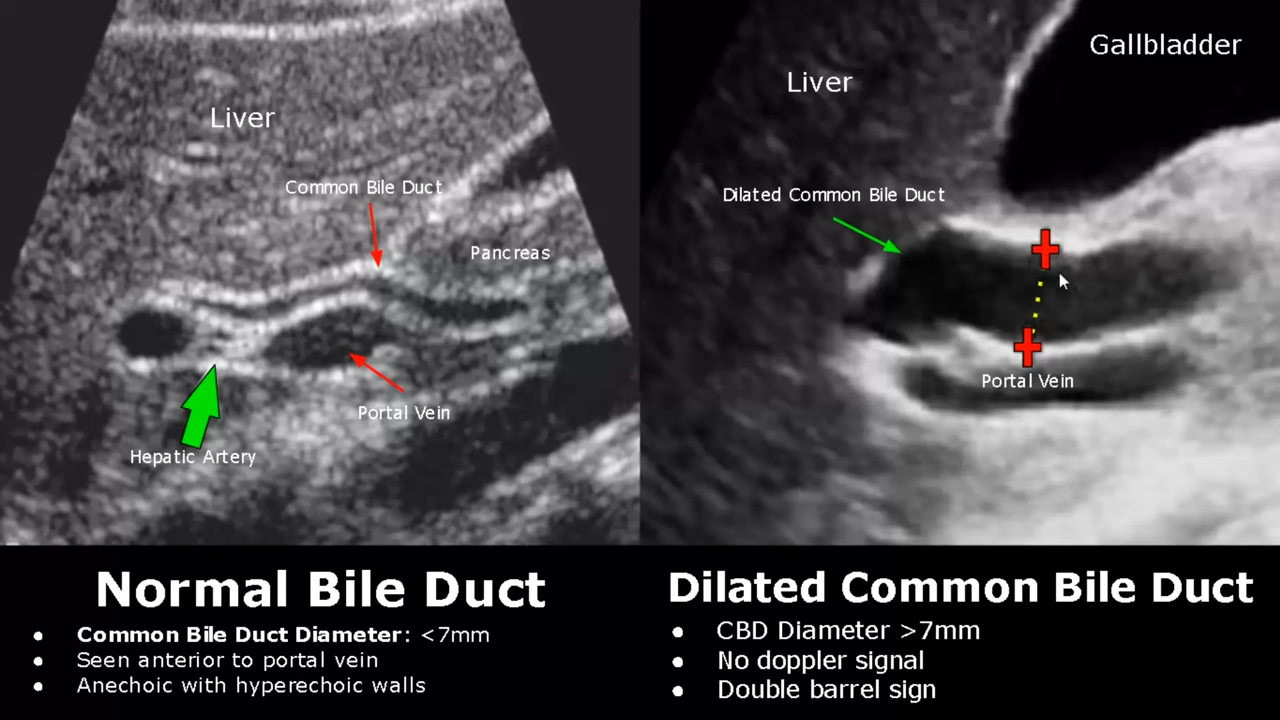 Liver
Common Bile Duct
Pancreas
Portal Vein
Hepatic Artery
Normal Bile Duct
• Common Bile Duct Diameter: <7mm
• Seen anterior to portal vein
• Anechoic with hyperechoic walls
Gallbladder
Liver
Dilated Common Bile Duct
Portal Vein
Dilated Common Bile Duct
• CBD Diameter >7mm
• No doppler signal
• Double barrel sign